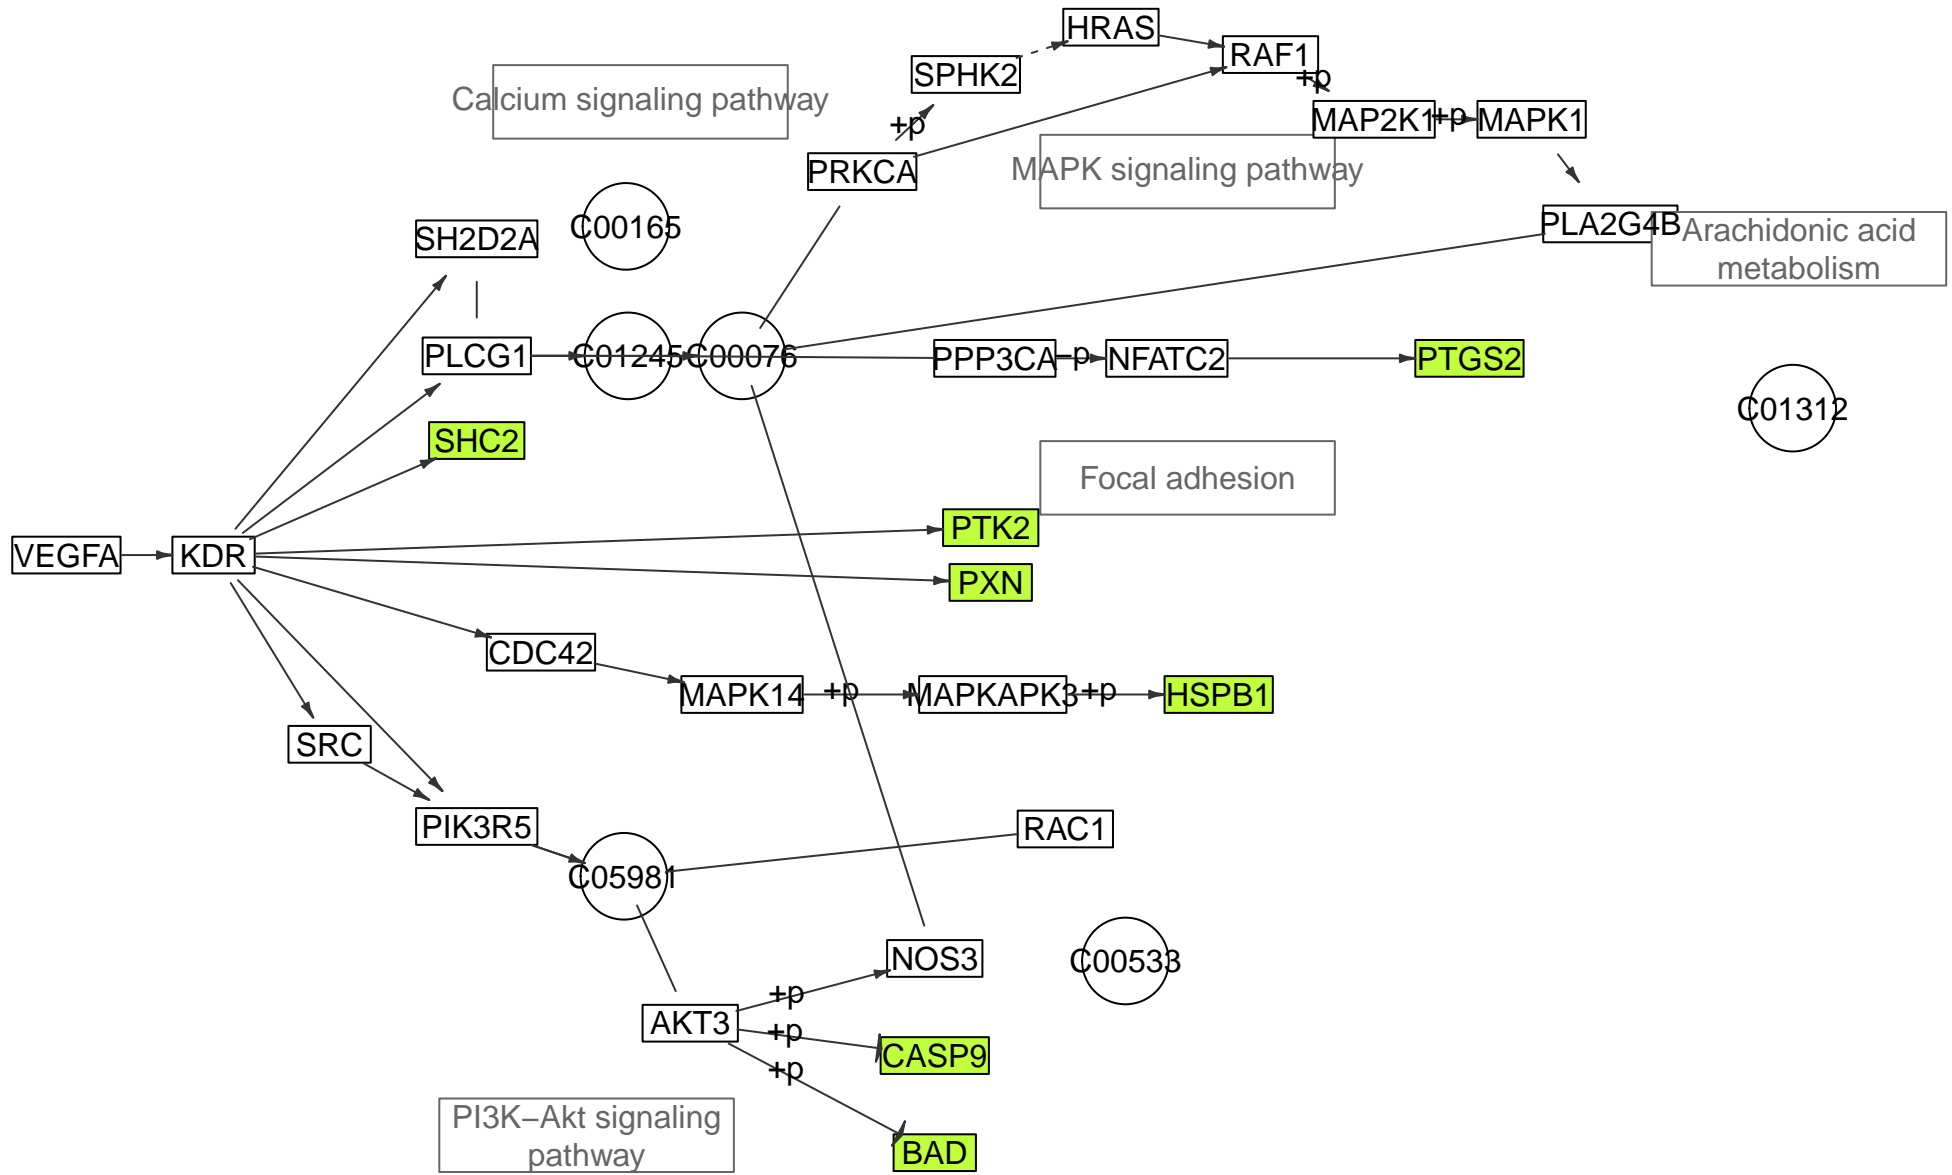 HRAS
RAF1
SPHK2
+p
Calcium signaling pathway
MAP2K1
+p
MAPK1
+p
PRKCA
MAPK signaling pathway
C00165
SH2D2A
PLA2G4B
Arachidonic acid
metabolism
PLCG1
C01245
C00076
PPP3CA
−p
NFATC2
PTGS2
C01312
SHC2
Focal adhesion
PTK2
VEGFA
KDR
PXN
CDC42
MAPK14
+p
MAPKAPK3
+p
HSPB1
SRC
PIK3R5
RAC1
C05981
NOS3
C00533
+p
AKT3
+p
CASP9
+p
PI3K−Akt signaling
pathway
BAD